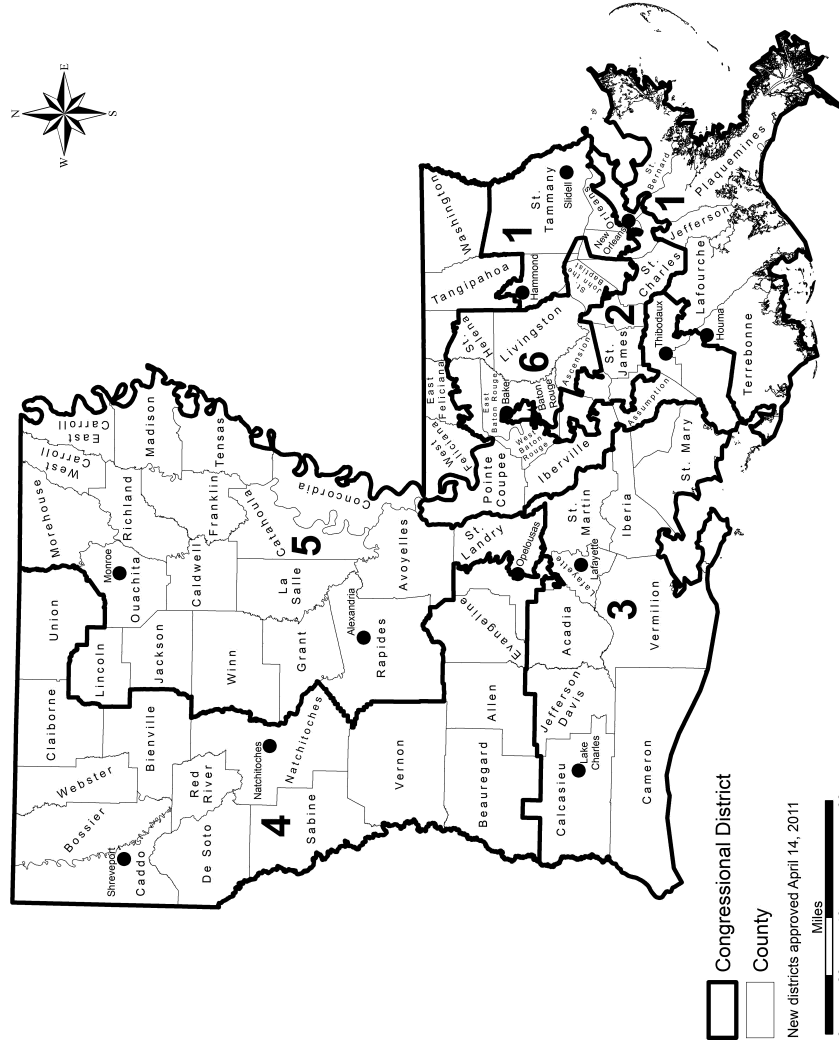 N
E
S
W
Caddo
Shreveport
Bossier
Webster
Claiborne
Union
Morehouse
West
Carroll
East
Carroll
Lincoln
Monroe
Ouachita
Richland
Madison
Bienville
Jackson
De Soto
Red
River
Winn
Caldwell
Franklin
Tensas
4
Sabine
Natchitoches
Natchitoches
Grant
La
Salle
Catahoula
5
Concordia
Vernon
Rapides
Alexandria
Avoyelles
Beauregard
Allen
Evangeline
St.
Landry
Opelousas
Pointe
Coupee
West
Feliciana
East
Feliciana
St.
Helena
Tangipahoa
Washington
East
Baton Rouge
Baker
Baton
Rouge
West
Baton
Rouge
6
Livingston
Hammond
1
St.
Tammany
Slidell
Calcasieu
Lake
Charles
Jefferson
Davis
Acadia
Lafayette
Lafayette
St.
Martin
Iberville
Ascension
St. John the
Baptist
Orleans
New
Orleans
St.
Bernard
Cameron
3
Vermilion
Iberia
St. Mary
Assumption
St.
James
2
St.
Charles
Jefferson
1
Plaquemines
Thibodaux
Lafourche
Houma
Terrebonne
Congressional District
County
New districts approved April 14, 2011
Miles